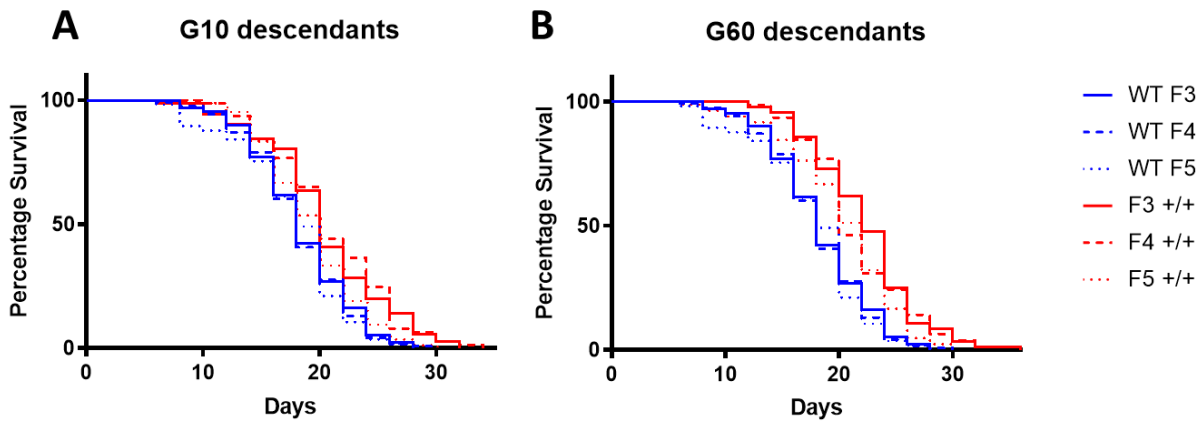 A
G10 descendants
Percentage Survival
100
50
0
0
10
20
30
Days
B
G60 descendants
Percentage Survival
100
50
0
0
10
20
30
Days
WT F3
WT F4
WT F5
F3 +/+
F4 +/+
F5 +/+